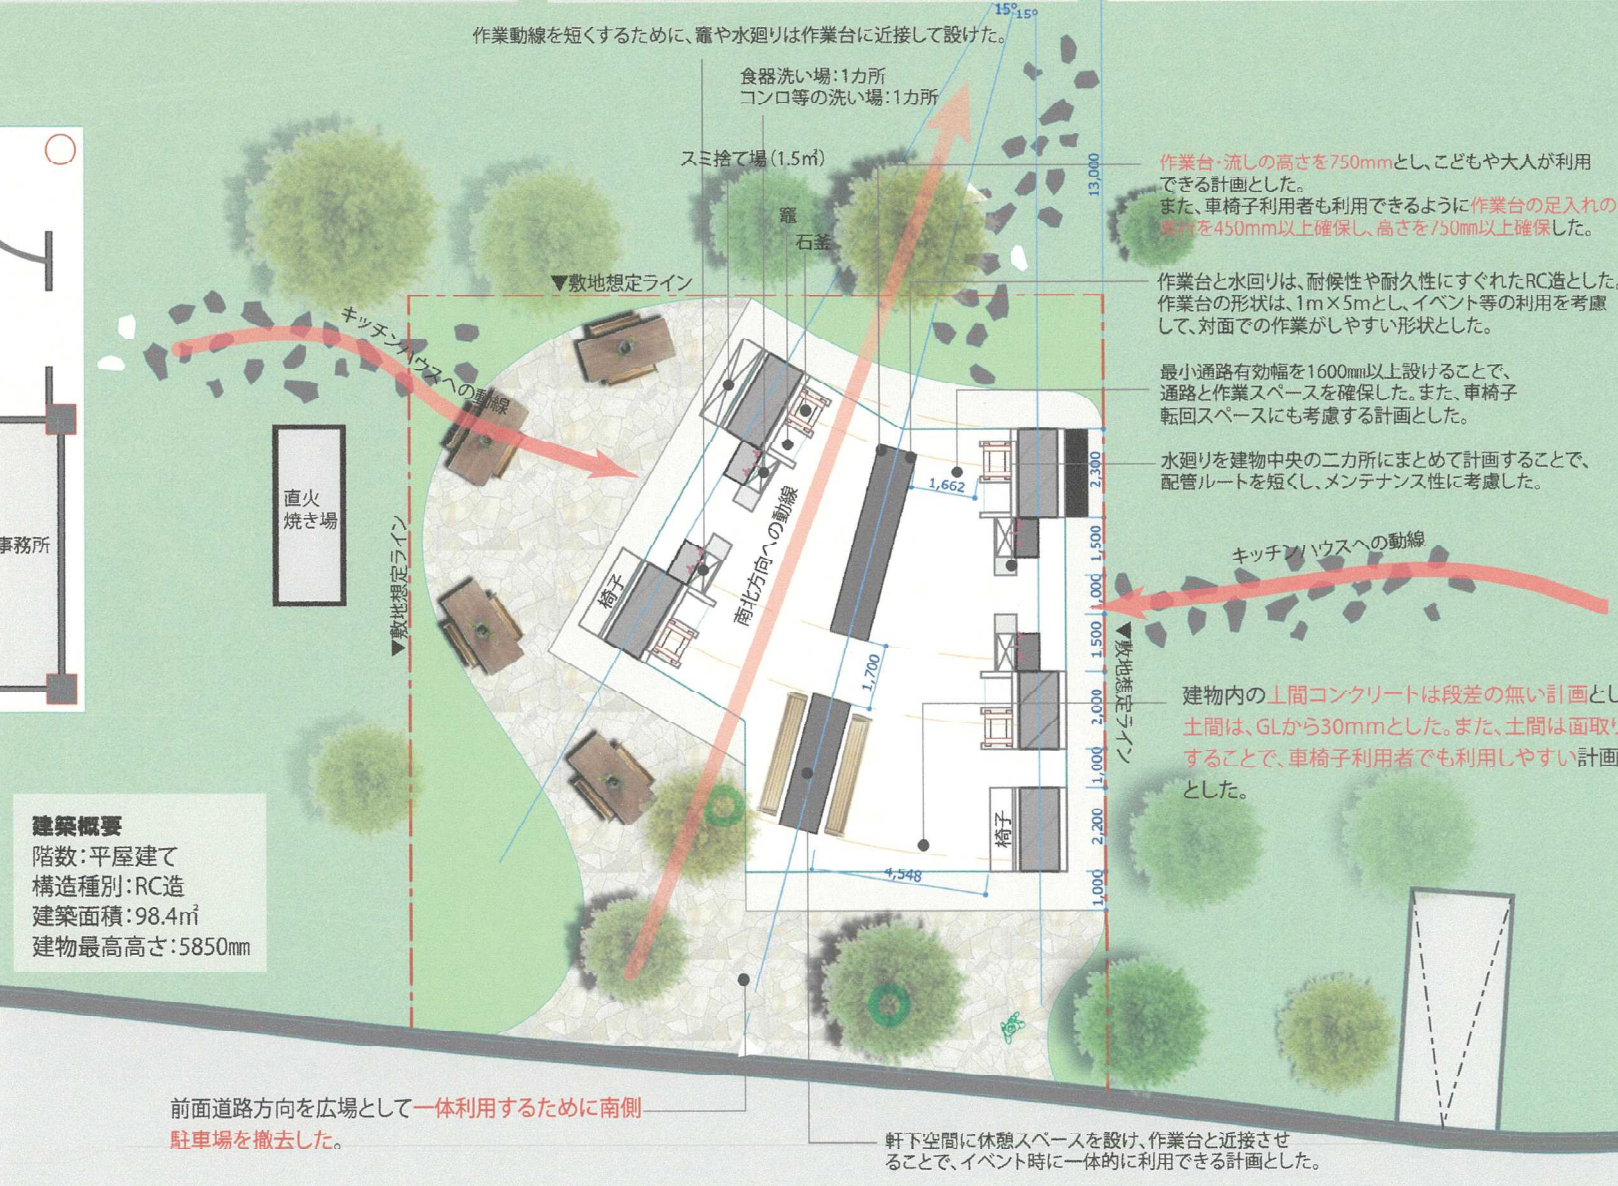 作業動線を短くするために、竈や水廻りは作業台に近接して設けた。
食器洗い場:1カ所
コンロ等の洗い場:1カ所
スミ捨て場(1.5㎡)
竈
石釜
15°
15°
13,000
作業台・流しの高さを750mmとし、こどもや大人が利用
できる計画とした。
また、車椅子利用者も利用できるように作業台の足入れの
奥行を450mm以上確保し、高さを750mm以上確保した。
作業台と水回りは、耐候性や耐久性にすぐれたRC造とした。
作業台の形状は、1m×5mとし、イベント等の利用を考慮
して、対面での作業がしやすい形状とした。
最小通路有効幅を1600mm以上設けることで、
通路と作業スペースを確保した。また、車椅子
転回スペースにも考慮する計画とした。
水廻りを建物中央の二カ所にまとめて計画することで、
配管ルートを短くし、メンテナンス性に考慮した。
▼敷地想定ライン
キッチンハウスへの動線
直火
焼き場
事務所
▼敷地想定ライン
椅子
南北方向への動線
1,662
1,700
4,548
2,300
1,500
1,000
1,500
2,000
1,000
2,200
1,000
椅子
キッチンハウスへの動線
▼敷地想定ライン
建物内の土間コンクリートは段差の無い計画とし
土間は、GLから30mmとした。また、土間は面取り
することで、車椅子利用者でも利用しやすい計画
とした。
建築概要
階数:平屋建て
構造種別:RC造
建築面積:98.4㎡
建物最高高さ:5850mm
前面道路方向を広場として一体利用するために南側
駐車場を撤去した。
軒下空間に休憩スペースを設け、作業台と近接させ
ることで、イベント時に一体的に利用できる計画とした。